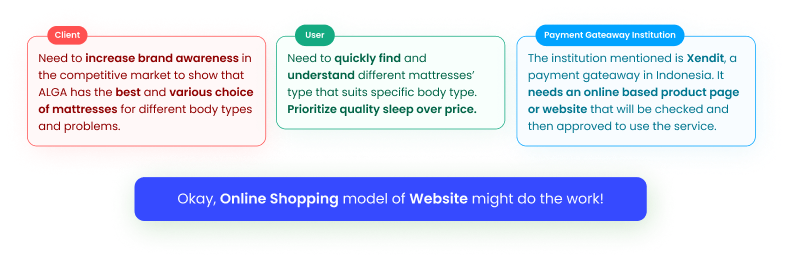 Client
Need to increase brand awareness in
the competitive market to show that
ALGA has the best and various choice
of mattresses for different body types
and problems.
User
Need to quickly find and
understand different mattresses'
type that suits specific body type.
Prioritize quality sleep over price.
Payment Gateaway Institution
The institution mentioned is Xendit, a
payment gateway in Indonesia. It
needs an online based product page
or website that will be checked and
then approved to use the service.
Okay, Online Shopping model of Website might do the work!